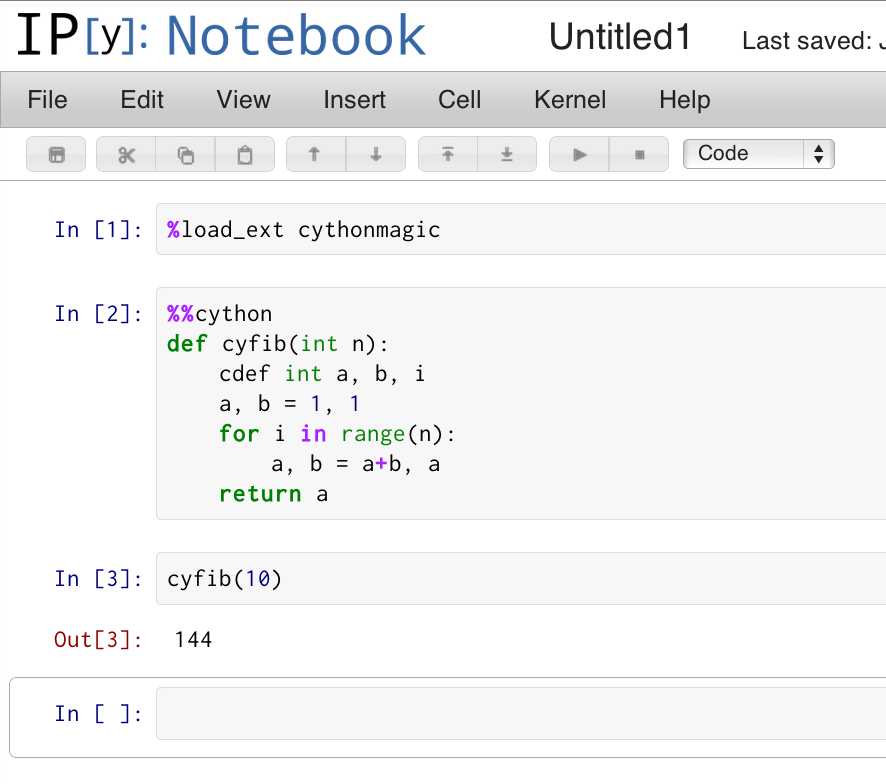 IP[y]: Notebook Untitled1 Last saved:
File Edit View Insert Cell Kernel Help
Code
In [1]: %load_ext cythonmagic
In [2]: %%cython
def cyfib(int n):
    cdef int a, b, i
    a, b = 1, 1
    for i in range(n):
        a, b = a+b, a
    return a
In [3]: cyfib(10)
Out[3]: 144
In [ ]: